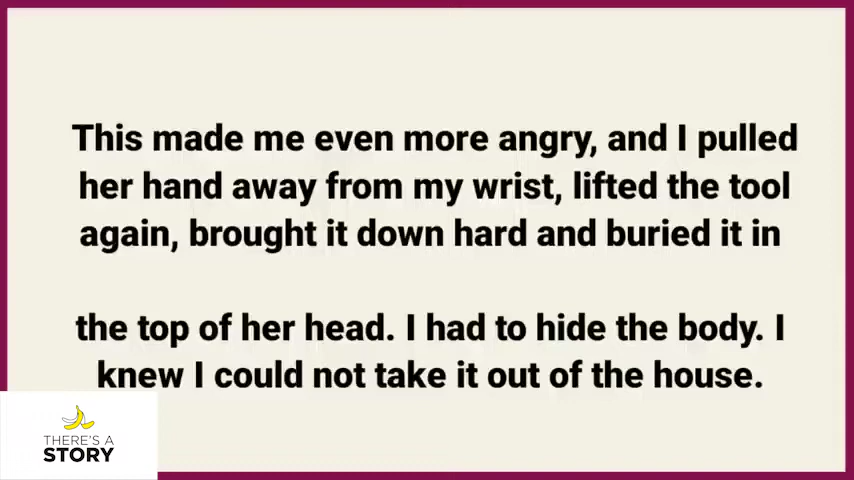 This made me even more angry, and I pulled
her hand away from my wrist, lifted the tool
again, brought it down hard and buried it in
the top of her head. I had to hide the body. I
knew I could not take it out of the house.
THERE'S A
STORY